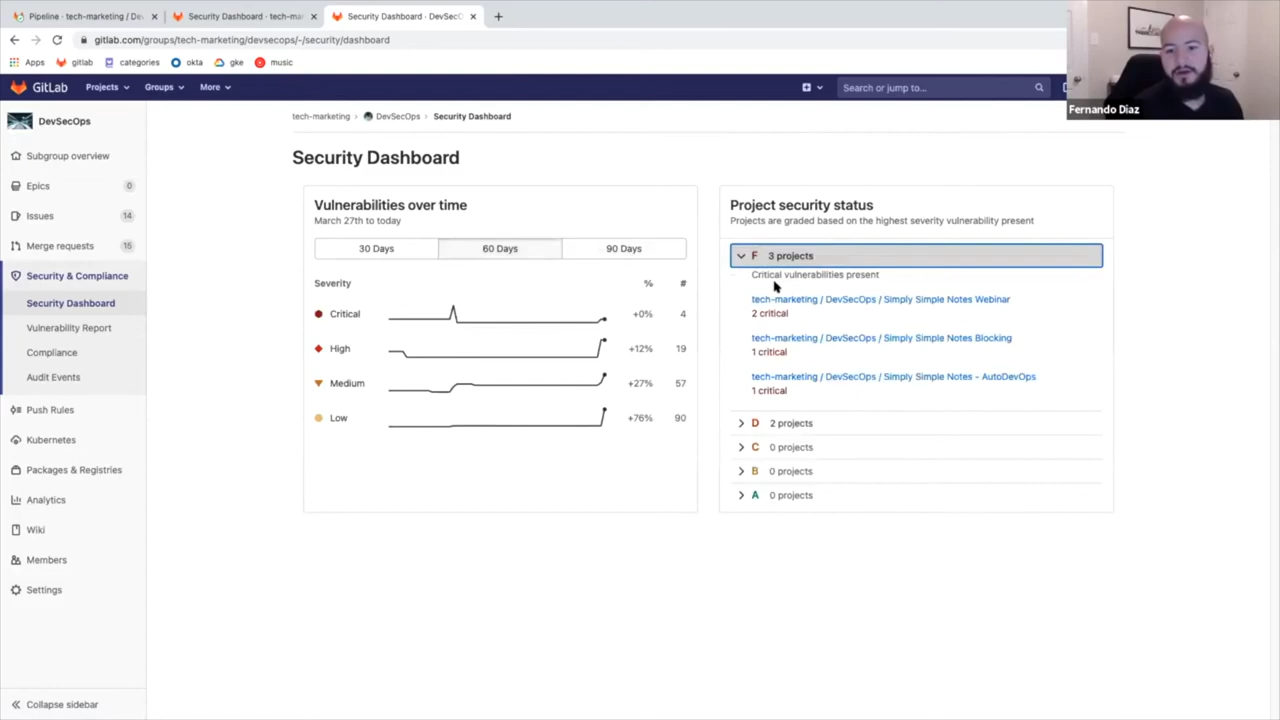 Pipeline · tech-marketing / De
Security Dashboard · tech-mar
Security Dashboard · DevSecO
gitlab.com/groups/tech-marketing/devsecops/-/security/dashboard
Apps gitlab categories okta gke music
GitLab Projects Groups More Search or jump to...
Fernando Diaz
DevSecOps
tech-marketing › DevSecOps › Security Dashboard
Subgroup overview
Epics 0
Issues 14
Merge requests 15
Security & Compliance
Security Dashboard
Vulnerability Report
Compliance
Audit Events
Push Rules
Kubernetes
Packages & Registries
Analytics
Wiki
Members
Settings
Collapse sidebar
Security Dashboard
Vulnerabilities over time
March 27th to today
30 Days 60 Days 90 Days
Severity % #
Critical +0% 4
High +12% 19
Medium +27% 57
Low +76% 90
Project security status
Projects are graded based on the highest severity vulnerability present
F 3 projects
Critical vulnerabilities present
tech-marketing / DevSecOps / Simply Simple Notes Webinar
2 critical
tech-marketing / DevSecOps / Simply Simple Notes Blocking
1 critical
tech-marketing / DevSecOps / Simply Simple Notes - AutoDevOps
1 critical
D 2 projects
C 0 projects
B 0 projects
A 0 projects